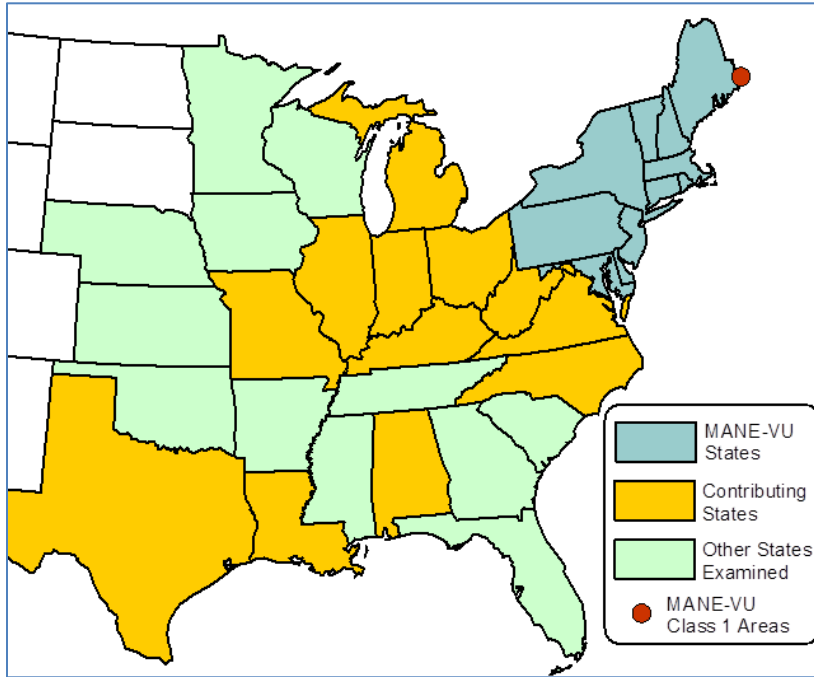 MANE-VU
States
Contributing
States
Other States
Examined
MANE-VU
Class 1 Areas